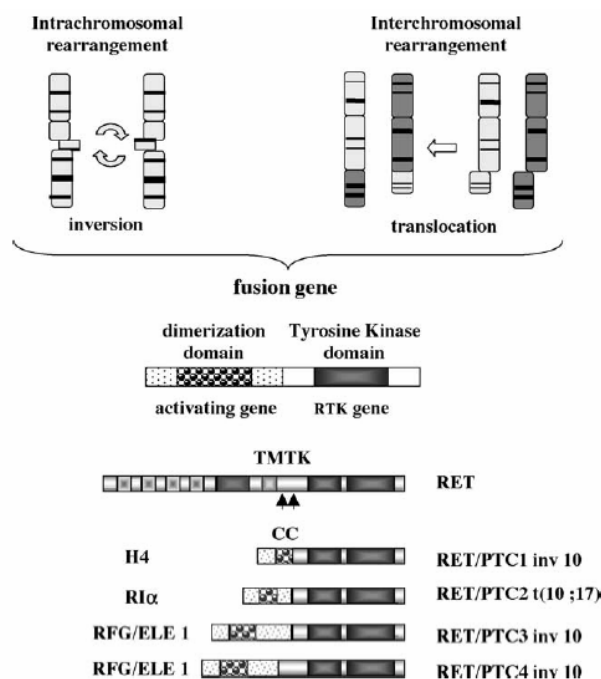 Intrachromosomal
rearrangement
Interchromosomal
rearrangement
inversion
translocation
fusion gene
dimerization
domain
Tyrosine Kinase
domain
activating gene
RTK gene
TMTK
RET
CC
H4
RET/PTC1 inv 10
RIα
RET/PTC2 t(10 ;17)
RFG/ELE 1
RET/PTC3 inv 10
RFG/ELE 1
RET/PTC4 inv 10